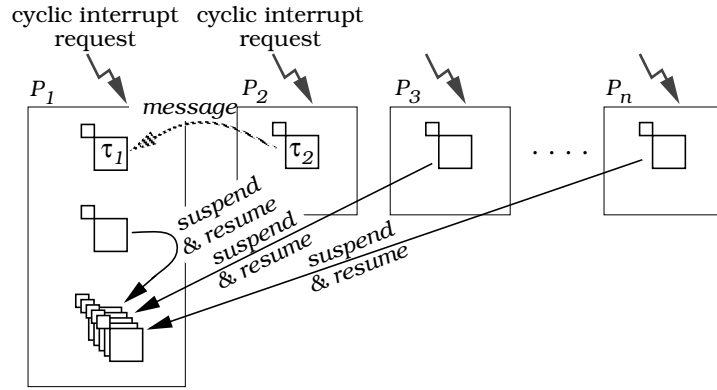 cyclic interrupt
request
cyclic interrupt
request
P1
message
P2
P3
Pn
τ1
τ2
. . . .
suspend
& resume
suspend
& resume
suspend
& resume